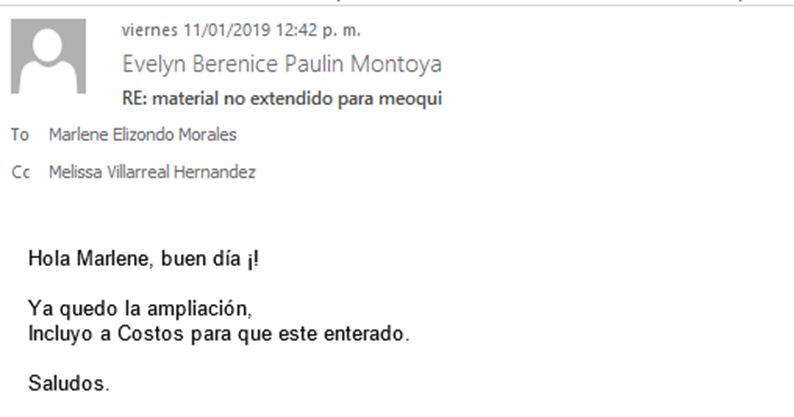 viernes 11/01/2019 12:42 p. m.
Evelyn Berenice Paulin Montoya
RE: material no extendido para meoqui
To Marlene Elizondo Morales
Cc Melissa Villarreal Hernandez
Hola Marlene, buen día ¡!
Ya quedo la ampliación,
Incluyo a Costos para que este enterado.
Saludos.